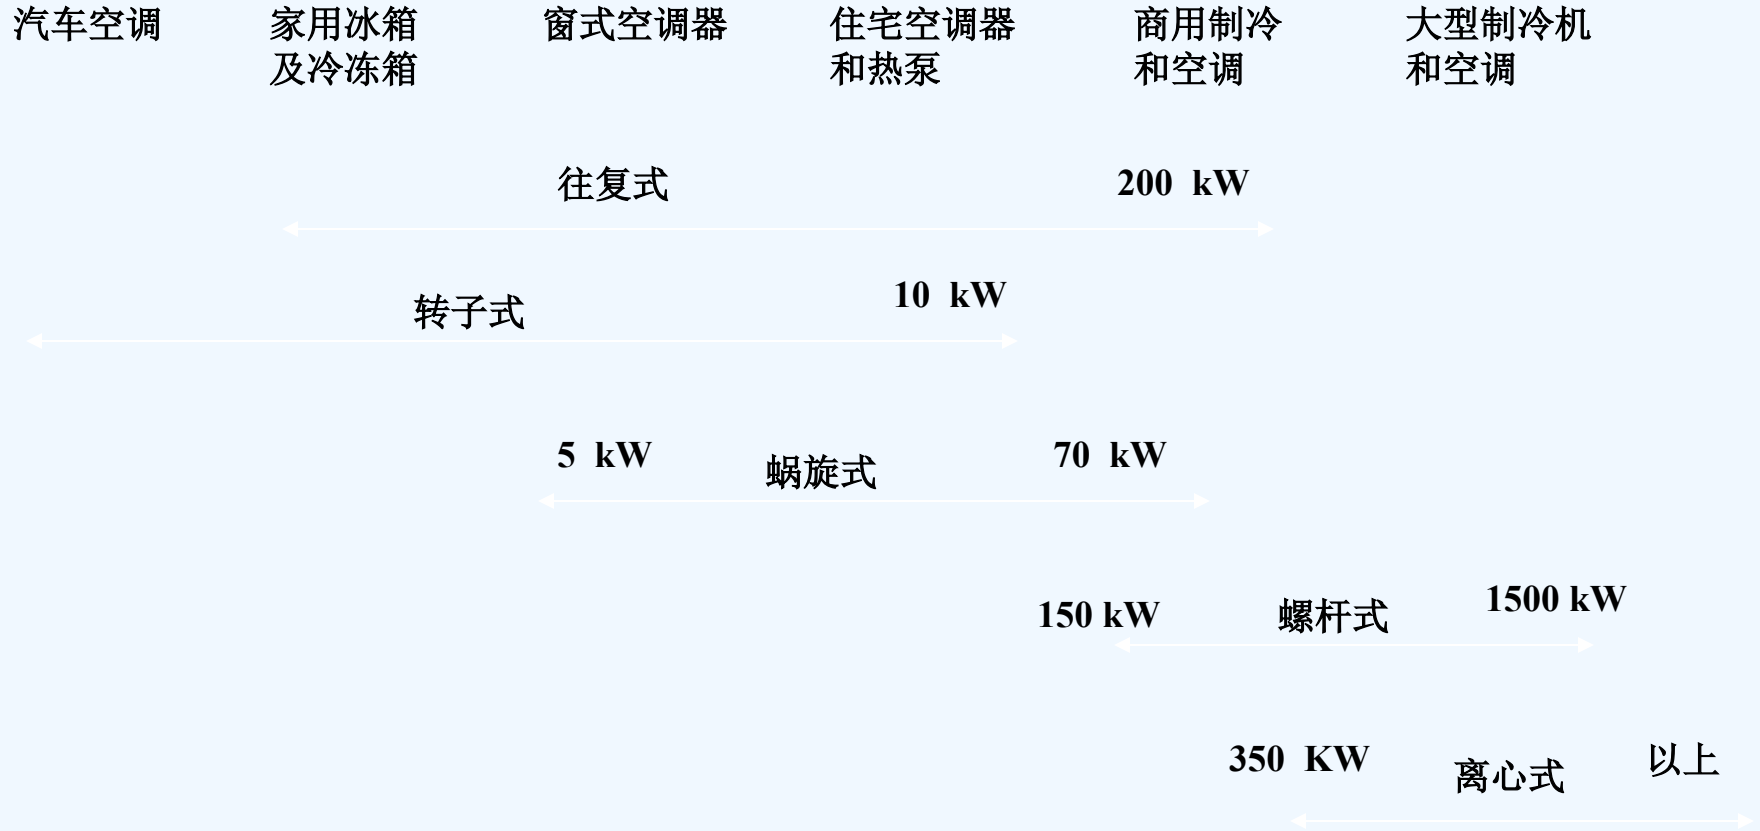 汽车空调 家用冰箱 窗式空调器 住宅空调器 商用制冷 大型制冷机
及冷冻箱 和热泵 和空调 和空调
往复式 200 kW
转子式 10 kW
5 kW 蜗旋式 70 kW
150 kW 螺杆式 1500 kW
350 KW 离心式 以上